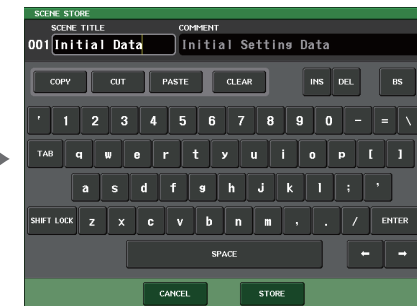 SCENE STORE
SCENE TITLE COMMENT
001 Initial Data Initial Setting Data
COPY CUT PASTE CLEAR INS DEL BS
' 1 2 3 4 5 6 7 8 9 0 - = \
TAB q w e r t y u i o p [ ]
a s d f g h j k l ; '
SHIFT LOCK z x c v b n m , . / ENTER
SPACE ← →
CANCEL STORE